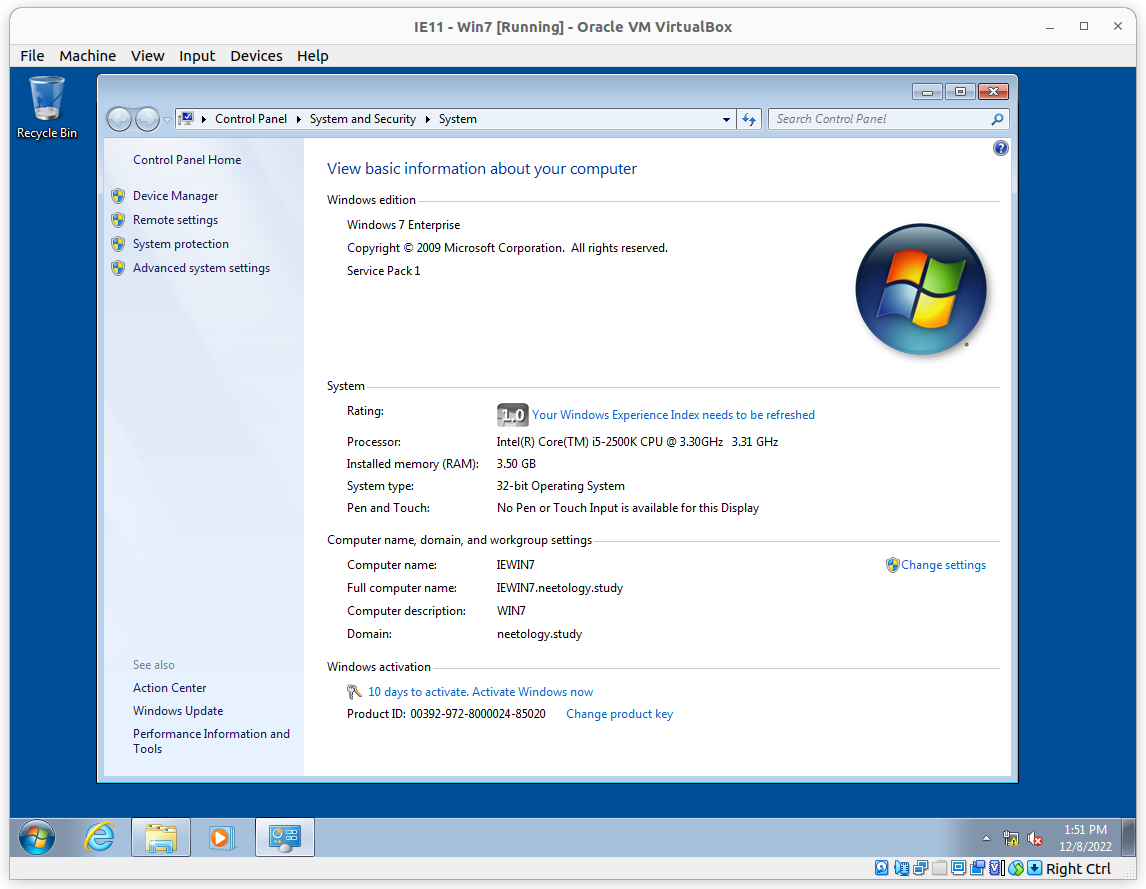 IE11 - Win7 [Running] - Oracle VM VirtualBox
File Machine View Input Devices Help
Recycle Bin
Control Panel System and Security System
Search Control Panel
Control Panel Home
Device Manager
Remote settings
System protection
Advanced system settings
View basic information about your computer
Windows edition
Windows 7 Enterprise
Copyright © 2009 Microsoft Corporation. All rights reserved.
Service Pack 1
System
Rating: 1.0 Your Windows Experience Index needs to be refreshed
Processor: Intel(R) Core(TM) i5-2500K CPU @ 3.30GHz 3.31 GHz
Installed memory (RAM): 3.50 GB
System type: 32-bit Operating System
Pen and Touch: No Pen or Touch Input is available for this Display
Computer name, domain, and workgroup settings
Computer name: IEWIN7 Change settings
Full computer name: IEWIN7.neetology.study
Computer description: WIN7
Domain: neetology.study
Windows activation
10 days to activate. Activate Windows now
Product ID: 00392-972-8000024-85020 Change product key
See also
Action Center
Windows Update
Performance Information and
Tools
1:51 PM
12/8/2022
Right Ctrl